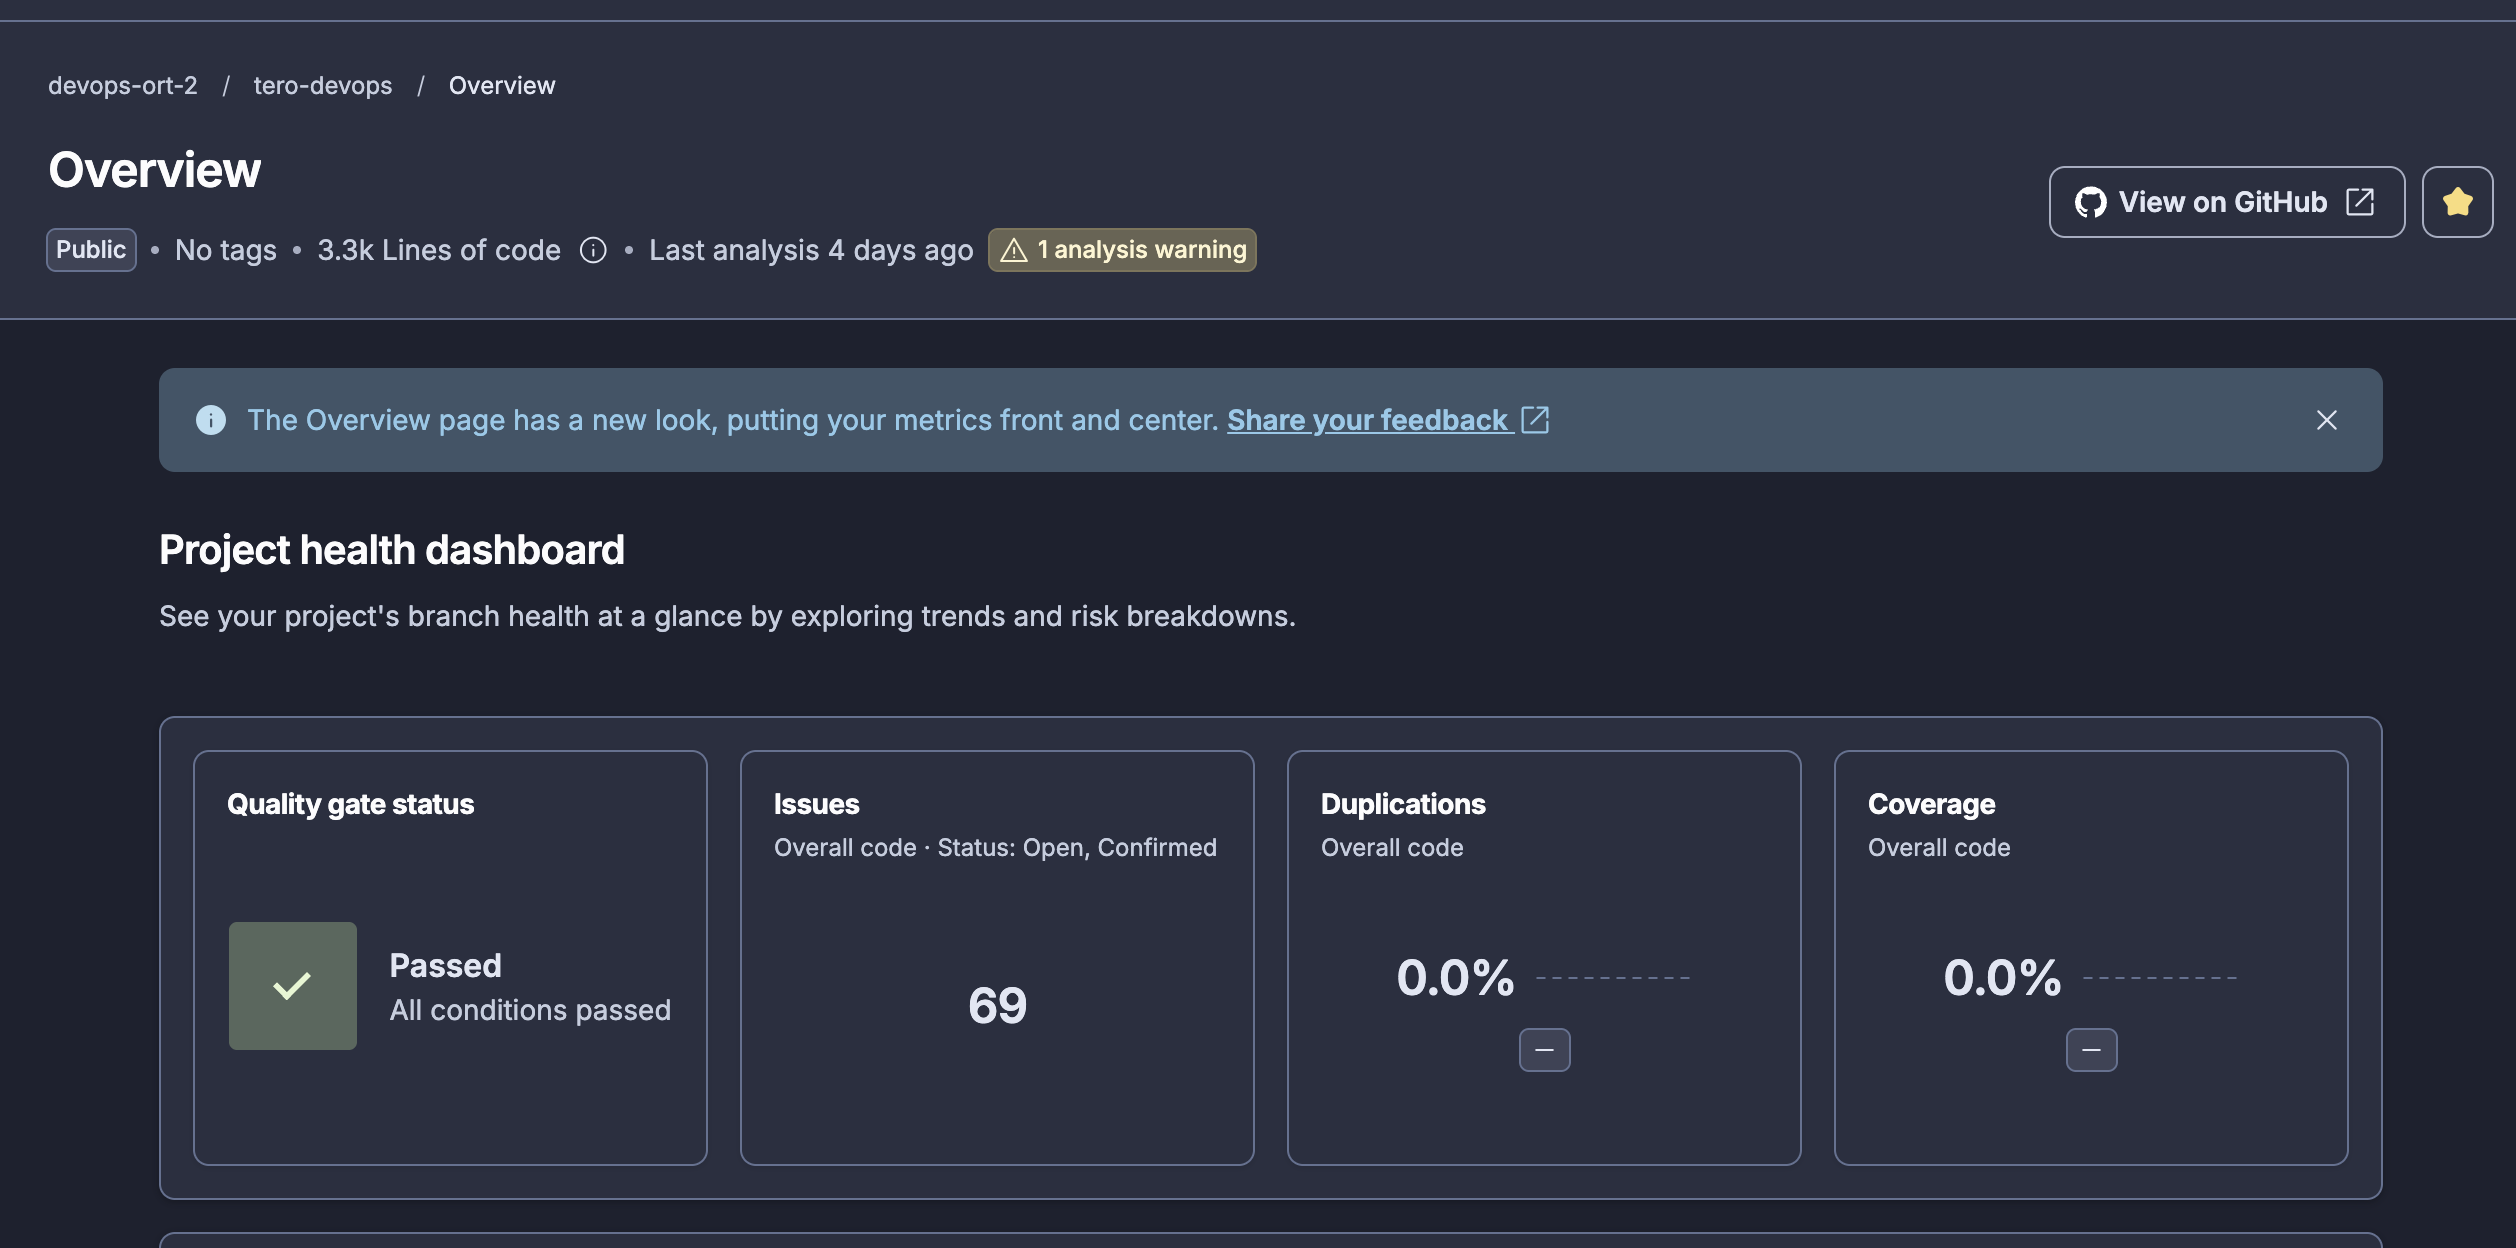 devops-ort-2 / tero-devops / Overview
Overview
View on GitHub
Public • No tags • 3.3k Lines of code • Last analysis 4 days ago 1 analysis warning
The Overview page has a new look, putting your metrics front and center. Share your feedback
Project health dashboard
See your project's branch health at a glance by exploring trends and risk breakdowns.
Quality gate status
Passed
All conditions passed
Issues
Overall code · Status: Open, Confirmed
69
Duplications
Overall code
0.0%
Coverage
Overall code
0.0%